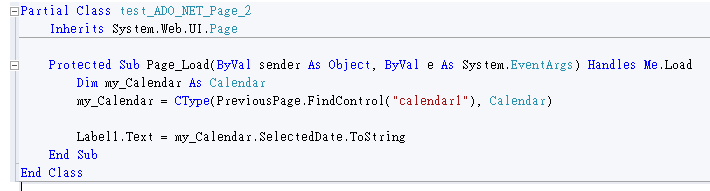 Partial Class test_ADO_NET_Page_2
Inherits System.Web.UI.Page
Protected Sub Page_Load(ByVal sender As Object, ByVal e As System.EventArgs) Handles Me.Load
Dim my_Calendar As Calendar
my_Calendar = CType(PreviousPage.FindControl("calendar1"), Calendar)
Label1.Text = my_Calendar.SelectedDate.ToString
End Sub
End Class